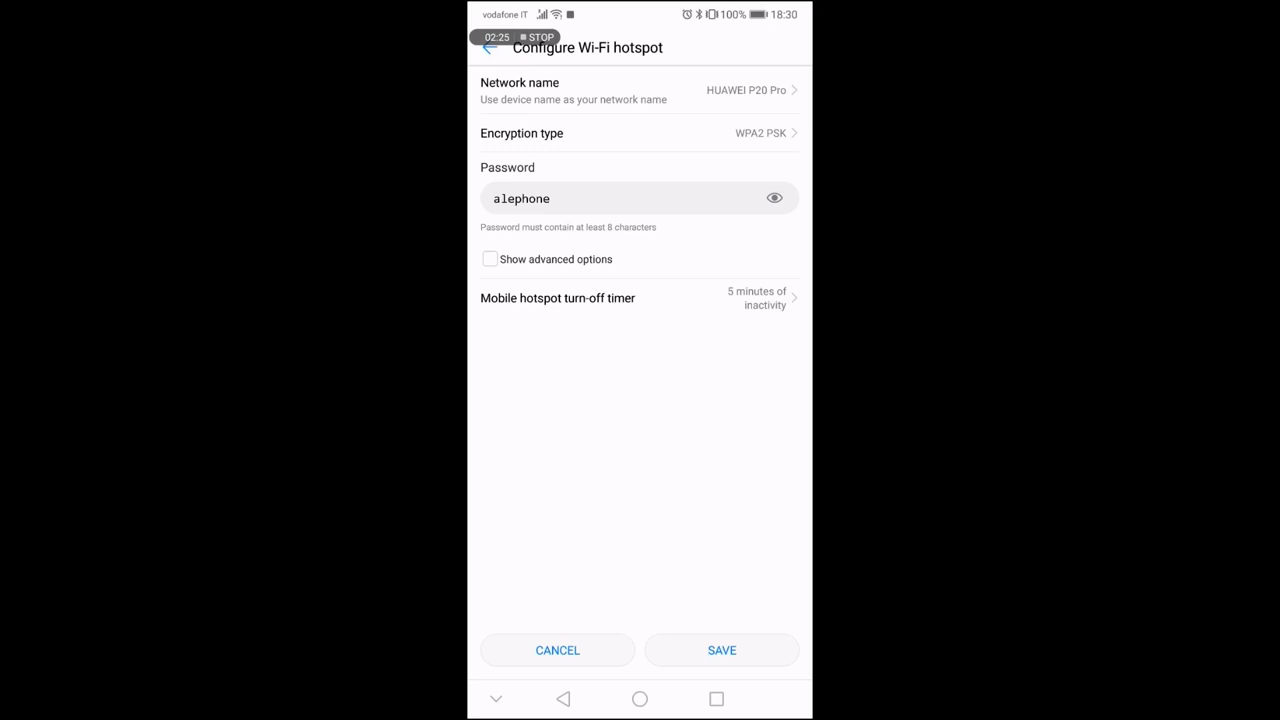 vodafone IT 100% 18:30
02:25 STOP
Configure Wi-Fi hotspot
Network name
Use device name as your network name
HUAWEI P20 Pro
Encryption type
WPA2 PSK
Password
alephone
Password must contain at least 8 characters
Show advanced options
Mobile hotspot turn-off timer
5 minutes of
inactivity
CANCEL
SAVE